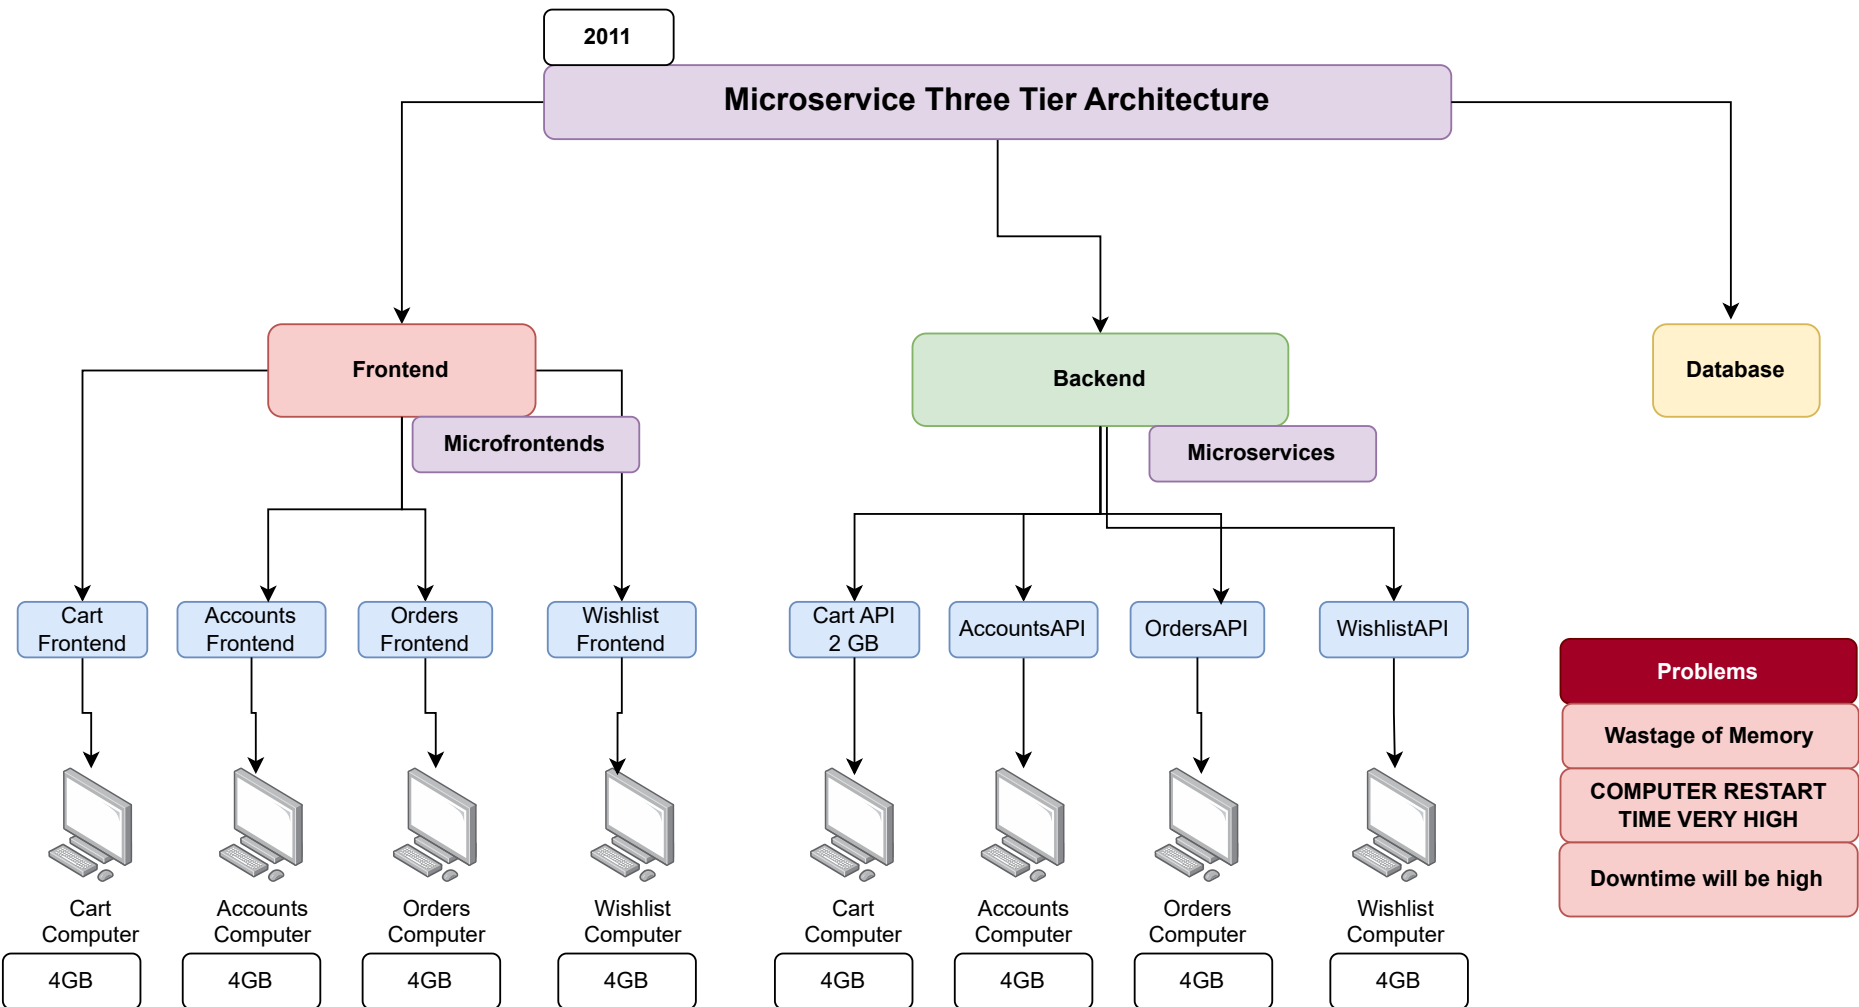 2011
Microservice Three Tier Architecture
Frontend
Backend
Database
Microfrontends
Microservices
Cart
Frontend
Accounts
Frontend
Orders
Frontend
Wishlist
Frontend
Cart API
2 GB
AccountsAPI
OrdersAPI
WishlistAPI
Problems
Wastage of Memory
COMPUTER RESTART
TIME VERY HIGH
Downtime will be high
Cart
Computer
Accounts
Computer
Orders
Computer
Wishlist
Computer
Cart
Computer
Accounts
Computer
Orders
Computer
Wishlist
Computer
4GB
4GB
4GB
4GB
4GB
4GB
4GB
4GB